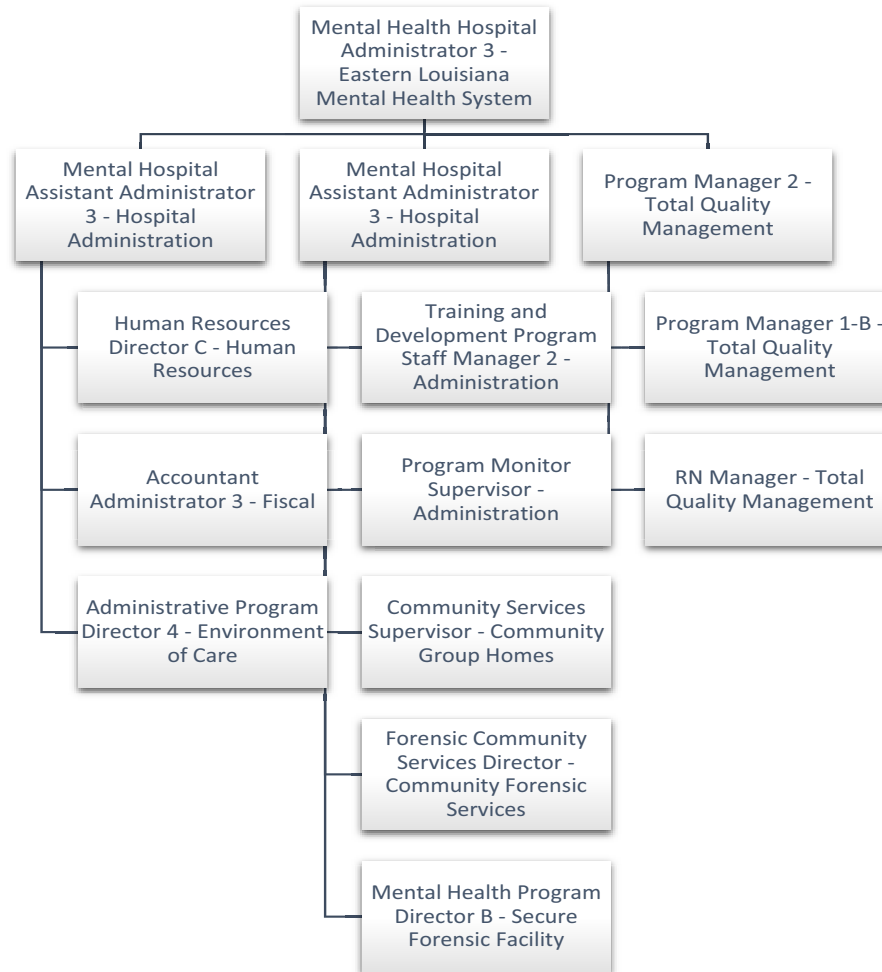 Mental Health Hospital
Administrator 3 -
Eastern Louisiana
Mental Health System
Mental Hospital
Assistant Administrator
3 - Hospital
Administration
Mental Hospital
Assistant Administrator
3 - Hospital
Administration
Program Manager 2 -
Total Quality
Management
Human Resources
Director C - Human
Resources
Training and
Development Program
Staff Manager 2 -
Administration
Program Manager 1-B -
Total Quality
Management
Accountant
Administrator 3 - Fiscal
Program Monitor
Supervisor -
Administration
RN Manager - Total
Quality Management
Administrative Program
Director 4 - Environment
of Care
Community Services
Supervisor - Community
Group Homes
Forensic Community
Services Director -
Community Forensic
Services
Mental Health Program
Director B - Secure
Forensic Facility